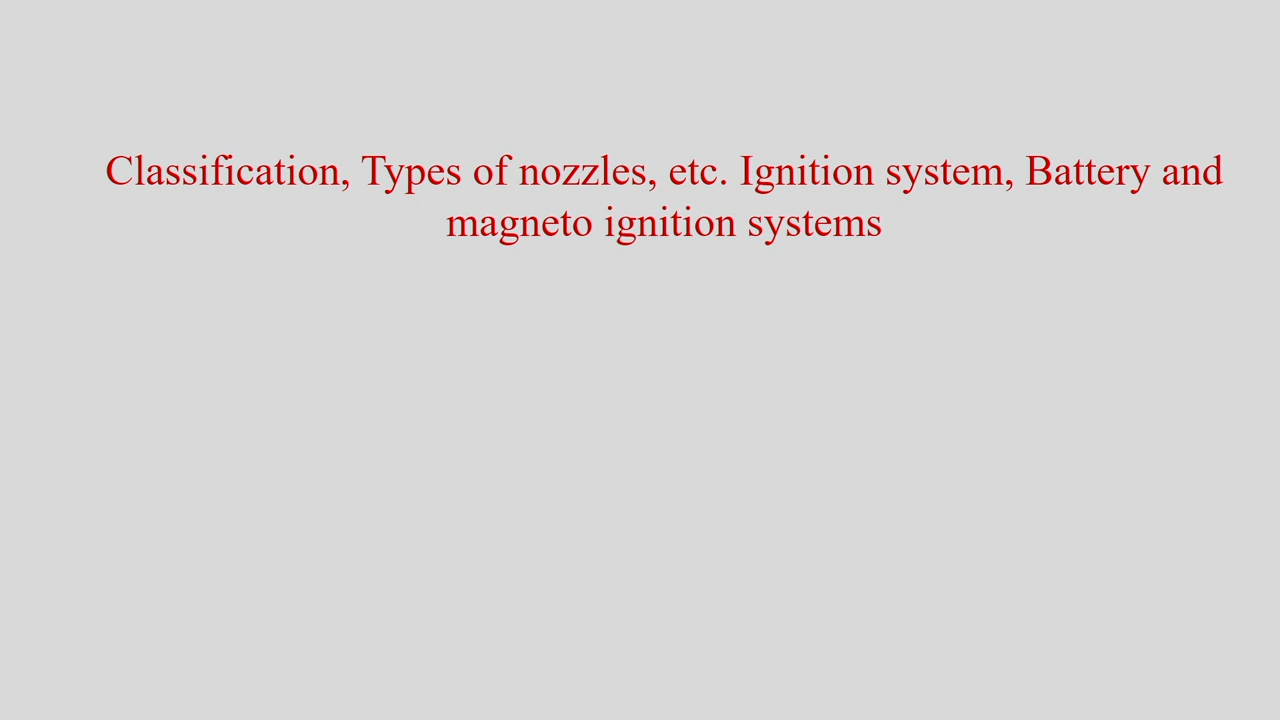 Classification, Types of nozzles, etc. Ignition system, Battery and
magneto ignition systems